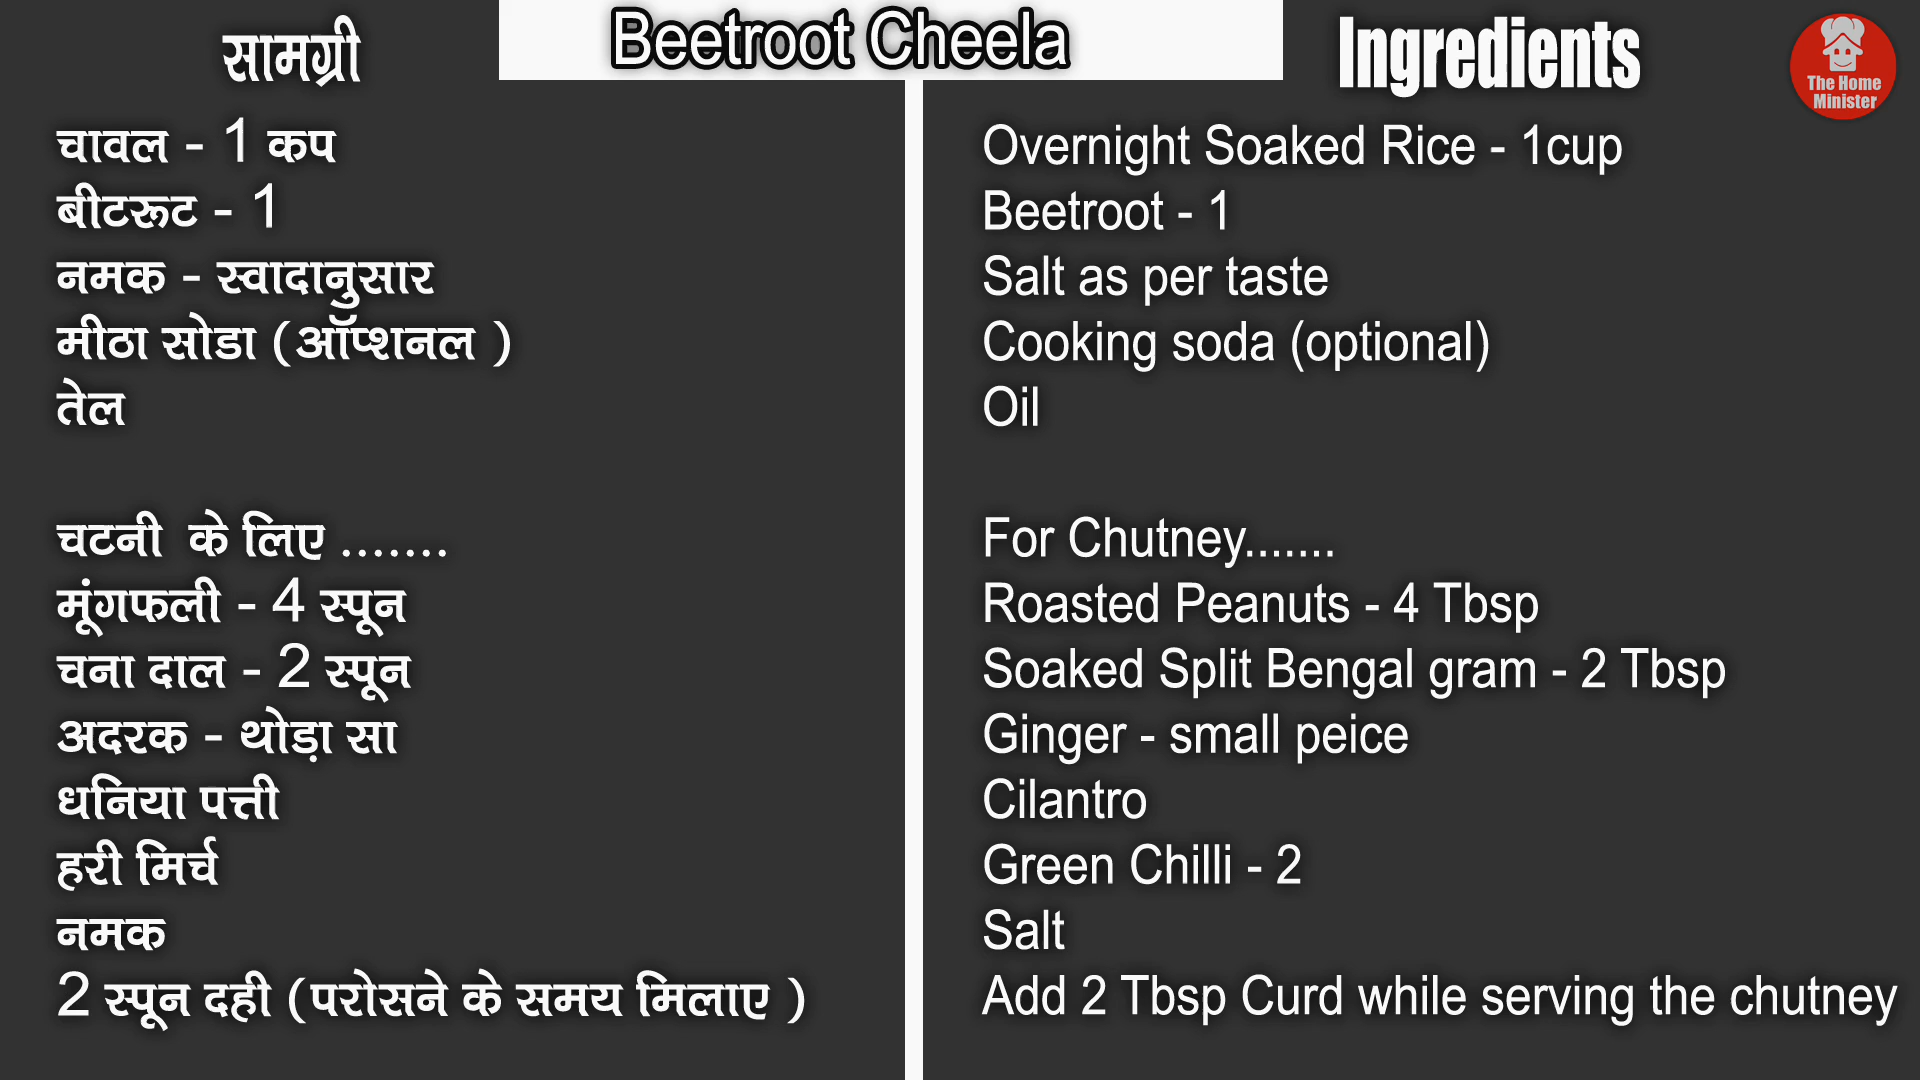 Beetroot Cheela
सामग्री
चावल - 1 कप
बीटरूट - 1
नमक - स्वादानुसार
मीठा सोडा (ऑप्शनल )
तेल
चटनी  के लिए .......
मूंगफली - 4 स्पून
चना दाल - 2 स्पून
अदरक - थोड़ा सा
धनिया पत्ती
हरी मिर्च
नमक
2 स्पून दही (परोसने के समय मिलाए )
Ingredients
The Home
Minister
Overnight Soaked Rice - 1cup
Beetroot - 1
Salt as per taste
Cooking soda (optional)
Oil
For Chutney.......
Roasted Peanuts - 4 Tbsp
Soaked Split Bengal gram - 2 Tbsp
Ginger - small peice
Cilantro
Green Chilli - 2
Salt
Add 2 Tbsp Curd while serving the chutney